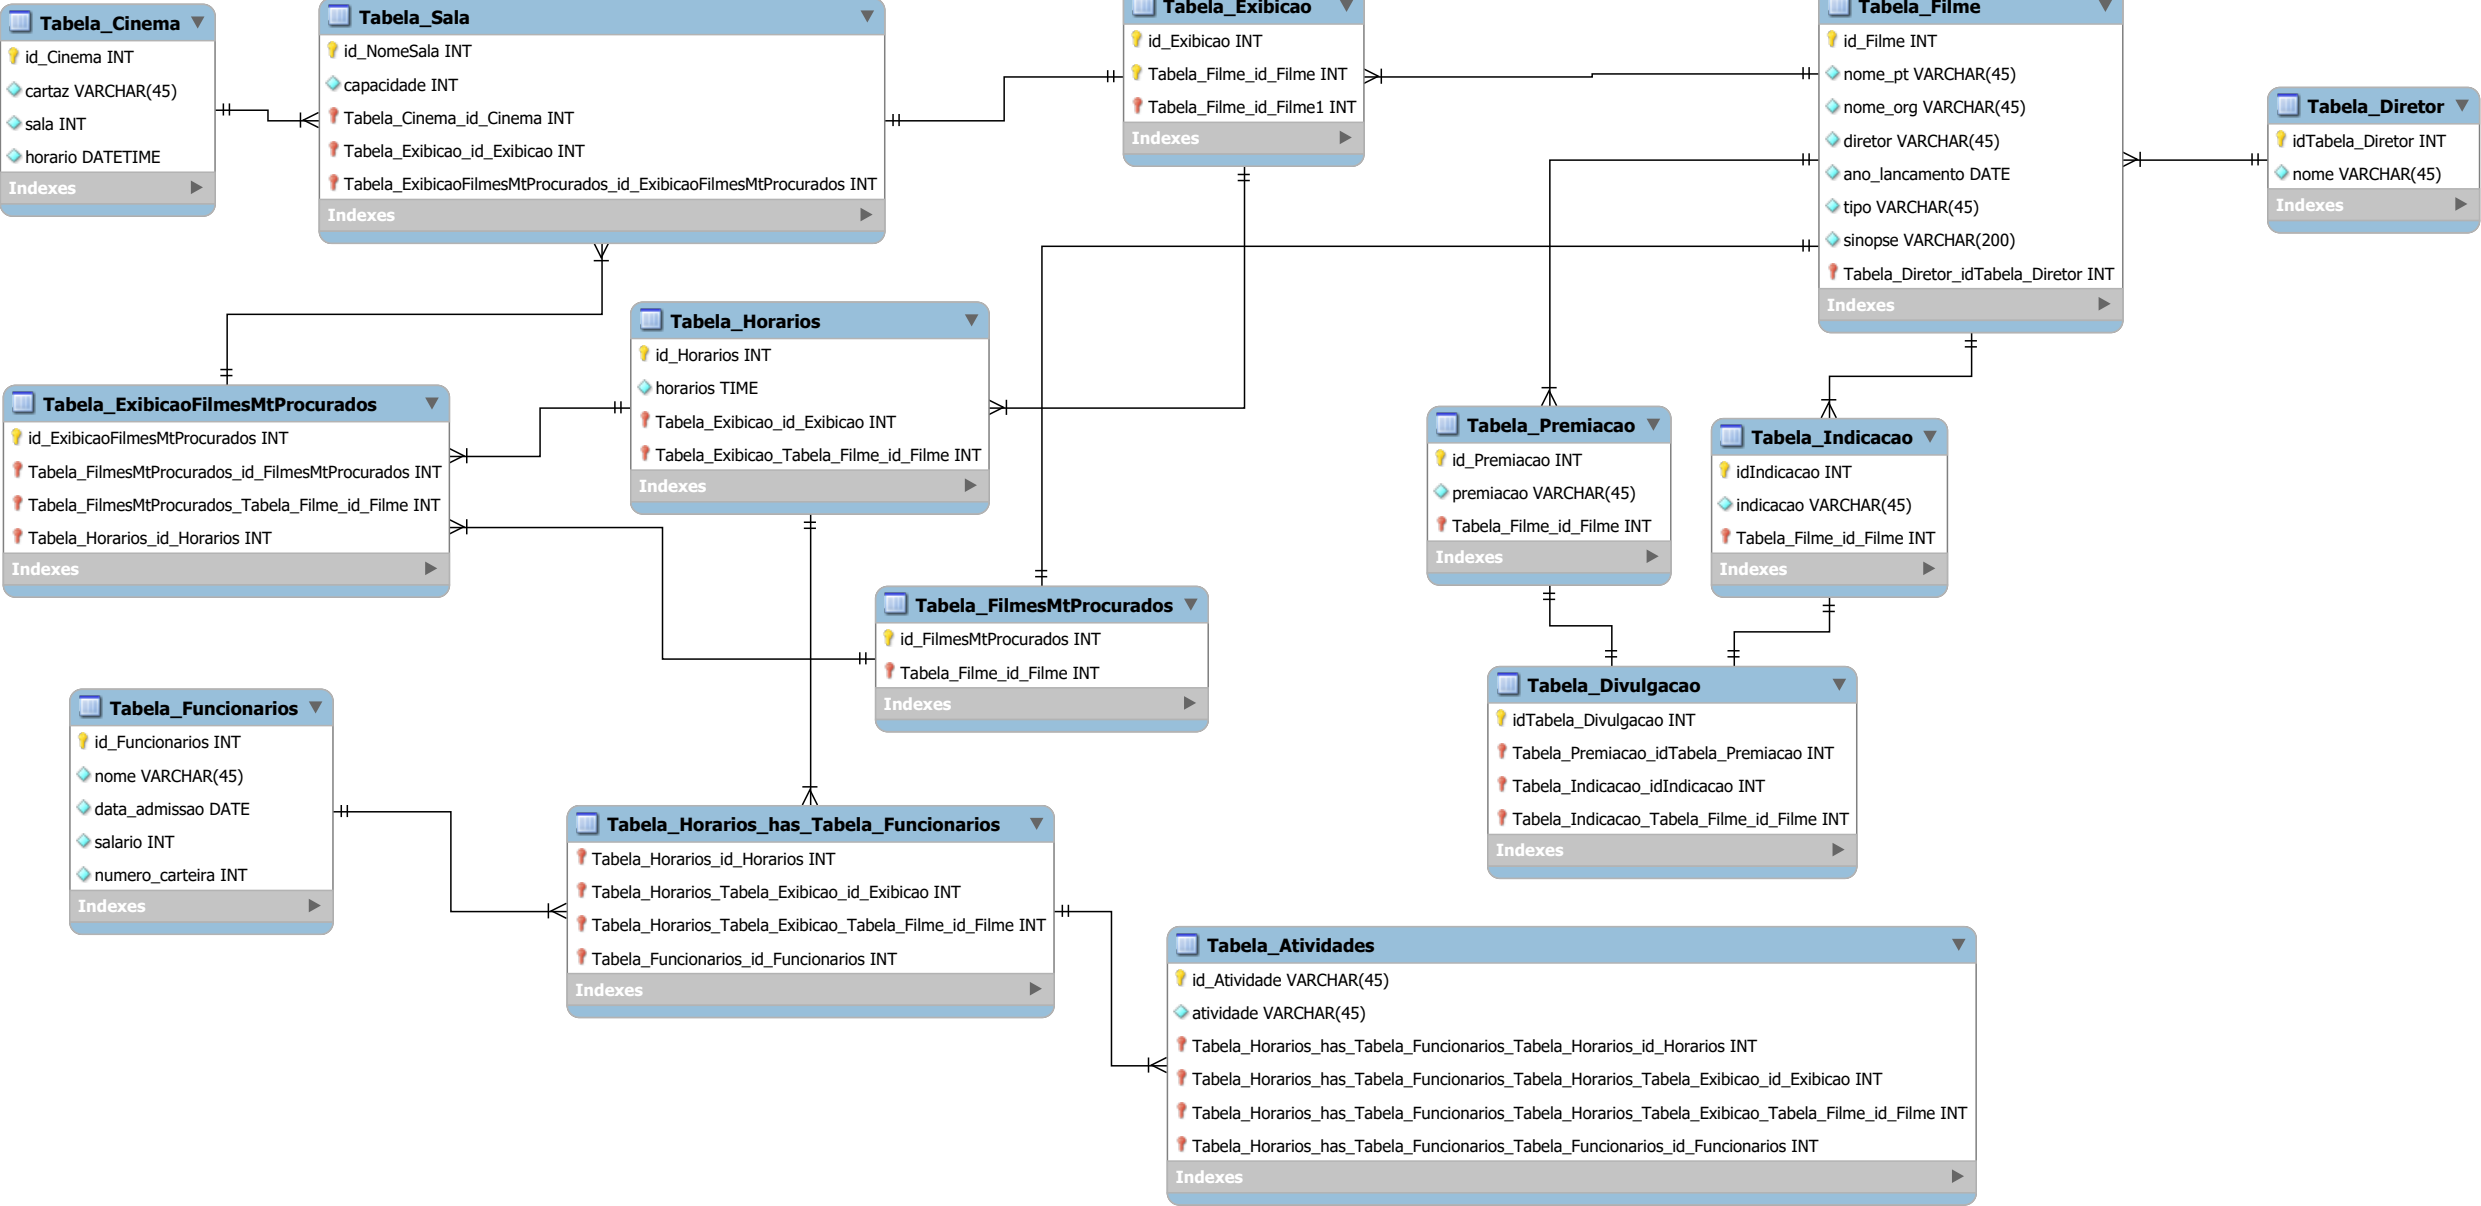 Tabela_Cinema
id_Cinema INT
cartaz VARCHAR(45)
sala INT
horario DATETIME
Indexes
Tabela_Sala
id_NomeSala INT
capacidade INT
Tabela_Cinema_id_Cinema INT
Tabela_Exibicao_id_Exibicao INT
Tabela_ExibicaoFilmesMtProcurados_id_ExibicaoFilmesMtProcurados INT
Indexes
Tabela_Exibicao
id_Exibicao INT
Tabela_Filme_id_Filme INT
Tabela_Filme_id_Filme1 INT
Indexes
Tabela_Filme
id_Filme INT
nome_pt VARCHAR(45)
nome_org VARCHAR(45)
diretor VARCHAR(45)
ano_lancamento DATE
tipo VARCHAR(45)
sinopse VARCHAR(200)
Tabela_Diretor_idTabela_Diretor INT
Indexes
Tabela_Diretor
idTabela_Diretor INT
nome VARCHAR(45)
Indexes
Tabela_ExibicaoFilmesMtProcurados
id_ExibicaoFilmesMtProcurados INT
Tabela_FilmesMtProcurados_id_FilmesMtProcurados INT
Tabela_FilmesMtProcurados_Tabela_Filme_id_Filme INT
Tabela_Horarios_id_Horarios INT
Indexes
Tabela_Horarios
id_Horarios INT
horarios TIME
Tabela_Exibicao_id_Exibicao INT
Tabela_Exibicao_Tabela_Filme_id_Filme INT
Indexes
Tabela_Premiacao
id_Premiacao INT
premiacao VARCHAR(45)
Tabela_Filme_id_Filme INT
Indexes
Tabela_Indicacao
idIndicacao INT
indicacao VARCHAR(45)
Tabela_Filme_id_Filme INT
Indexes
Tabela_FilmesMtProcurados
id_FilmesMtProcurados INT
Tabela_Filme_id_Filme INT
Indexes
Tabela_Divulgacao
idTabela_Divulgacao INT
Tabela_Premiacao_idTabela_Premiacao INT
Tabela_Indicacao_idIndicacao INT
Tabela_Indicacao_Tabela_Filme_id_Filme INT
Indexes
Tabela_Funcionarios
id_Funcionarios INT
nome VARCHAR(45)
data_admissao DATE
salario INT
numero_carteira INT
Indexes
Tabela_Horarios_has_Tabela_Funcionarios
Tabela_Horarios_id_Horarios INT
Tabela_Horarios_Tabela_Exibicao_id_Exibicao INT
Tabela_Horarios_Tabela_Exibicao_Tabela_Filme_id_Filme INT
Tabela_Funcionarios_id_Funcionarios INT
Indexes
Tabela_Atividades
id_Atividade VARCHAR(45)
atividade VARCHAR(45)
Tabela_Horarios_has_Tabela_Funcionarios_Tabela_Horarios_id_Horarios INT
Tabela_Horarios_has_Tabela_Funcionarios_Tabela_Horarios_Tabela_Exibicao_id_Exibicao INT
Tabela_Horarios_has_Tabela_Funcionarios_Tabela_Horarios_Tabela_Exibicao_Tabela_Filme_id_Filme INT
Tabela_Horarios_has_Tabela_Funcionarios_Tabela_Funcionarios_id_Funcionarios INT
Indexes